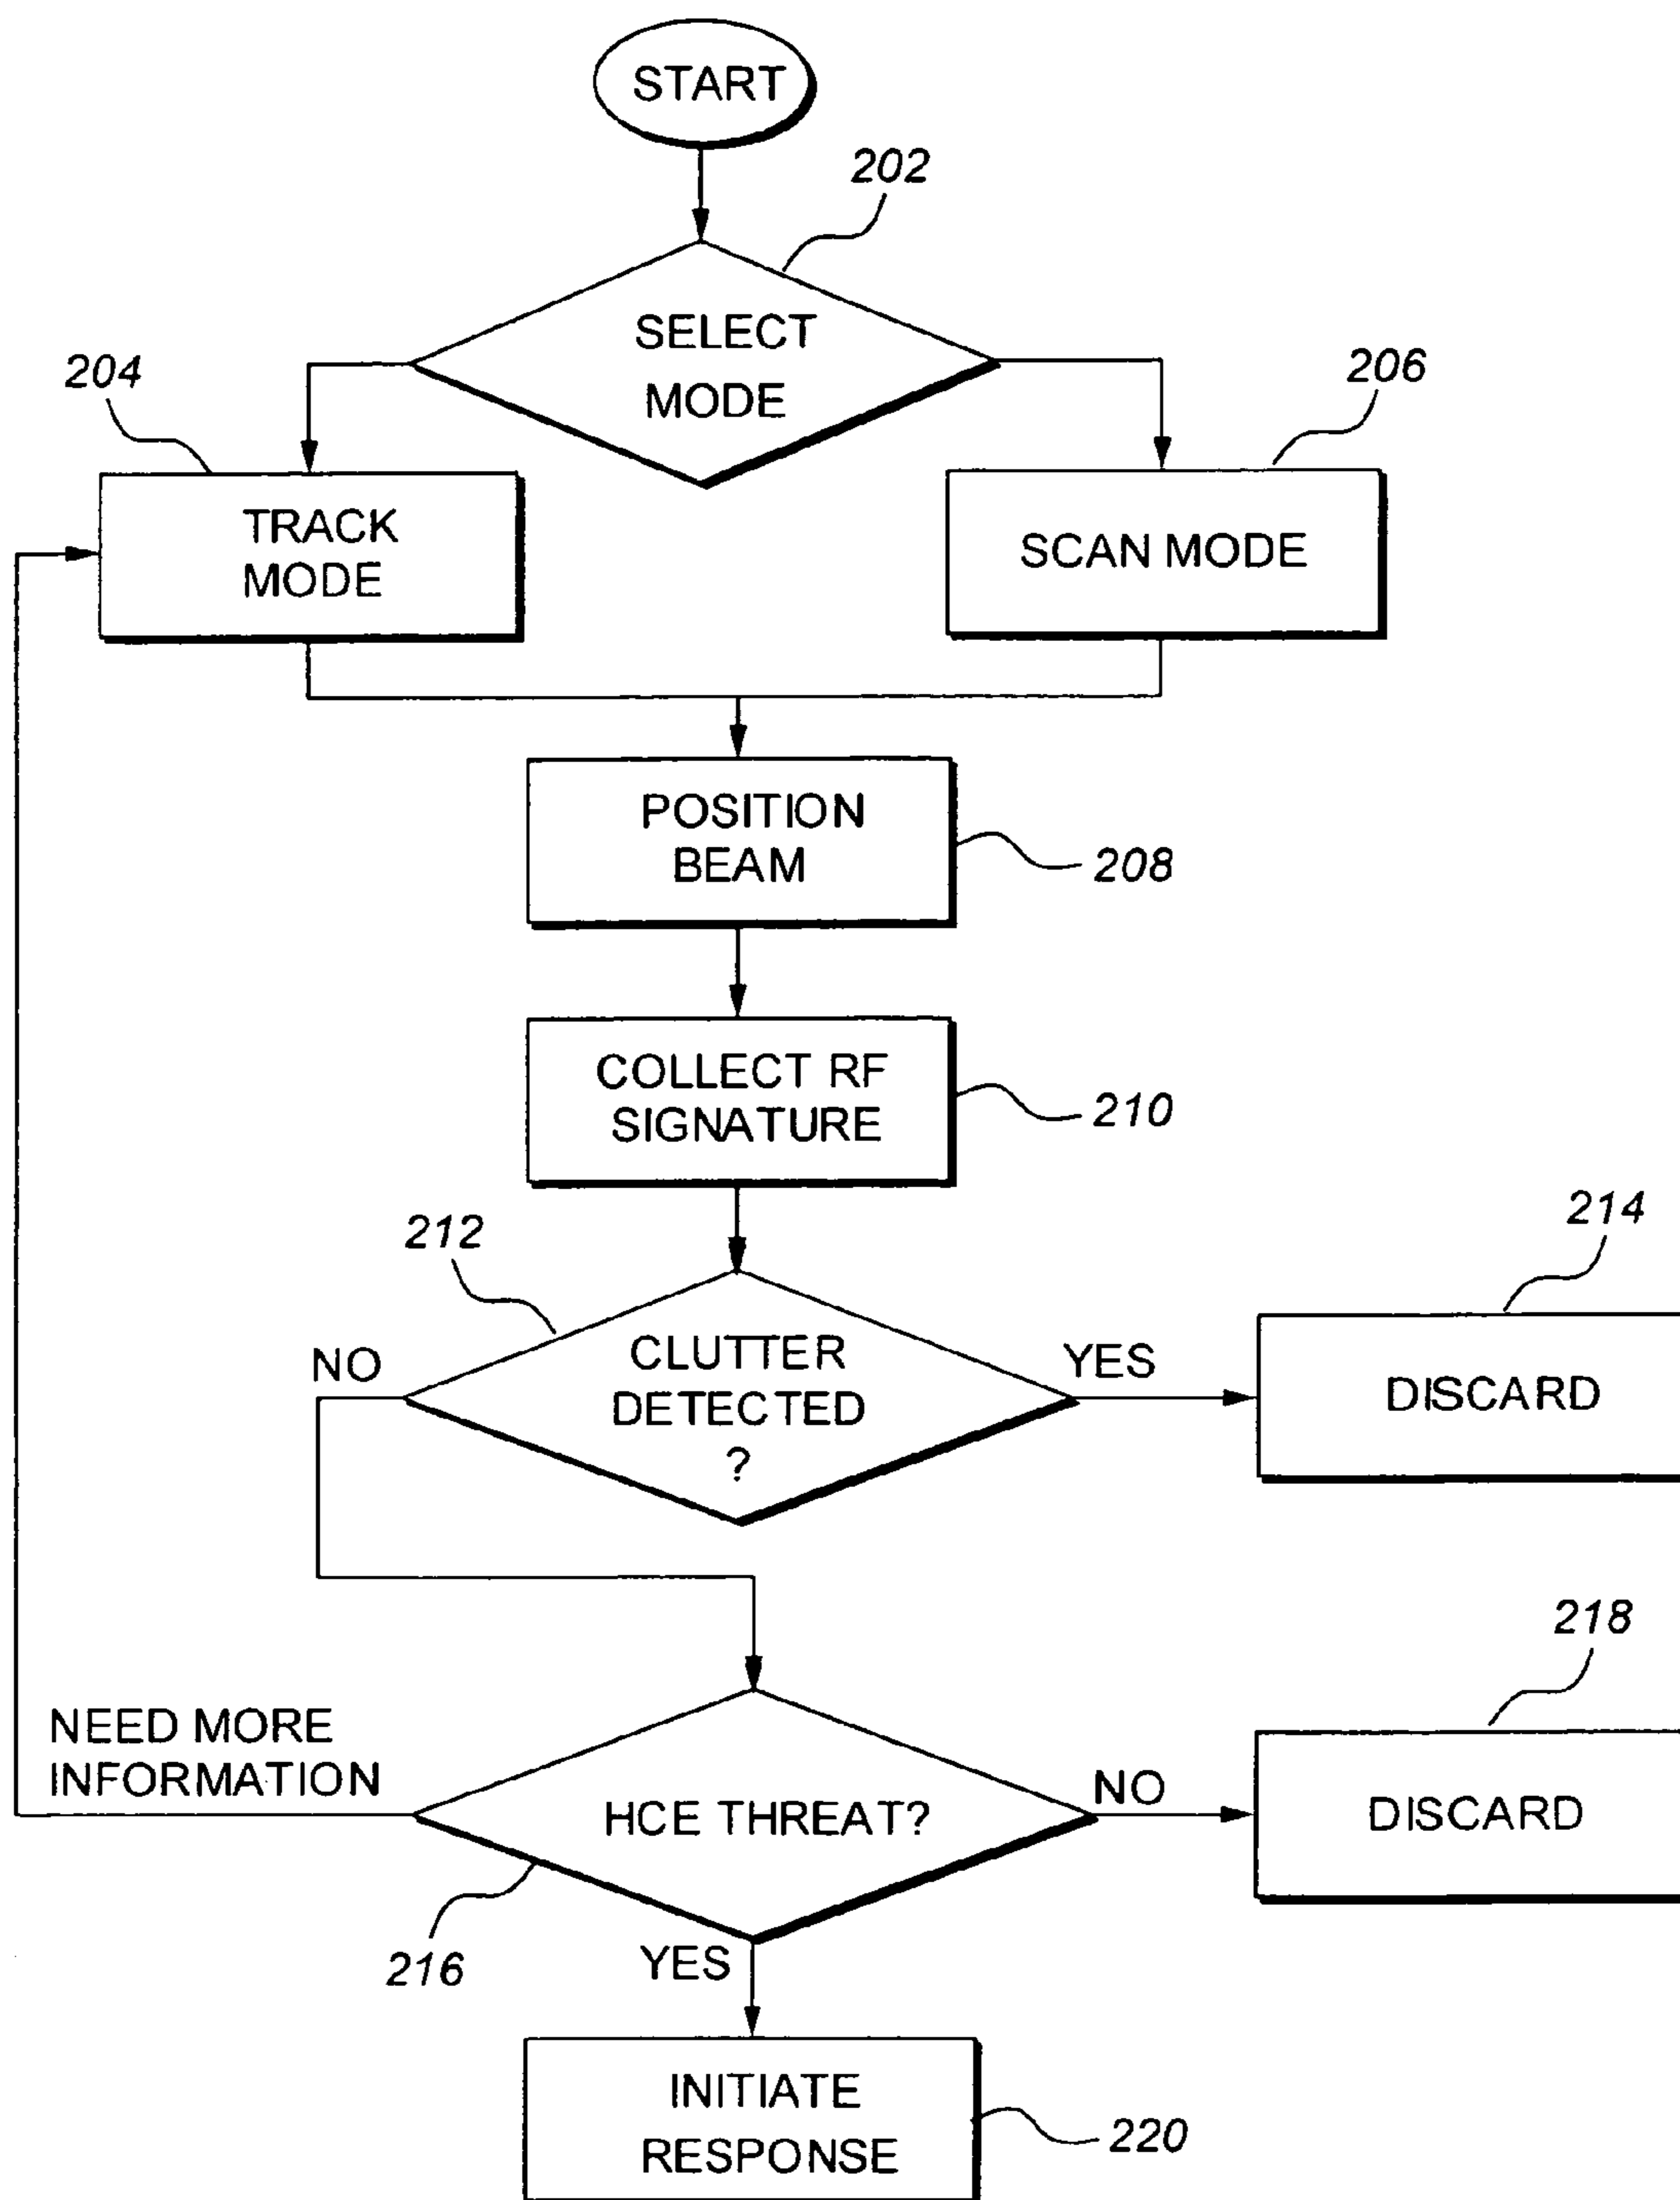 START
202
SELECT
MODE
204
206
TRACK
MODE
SCAN MODE
POSITION
BEAM
208
COLLECT RF
SIGNATURE
210
212
214
NO
CLUTTER
DETECTED
?
YES
DISCARD
218
NEED MORE
INFORMATION
HCE THREAT?
NO
DISCARD
216
YES
INITIATE
RESPONSE
220